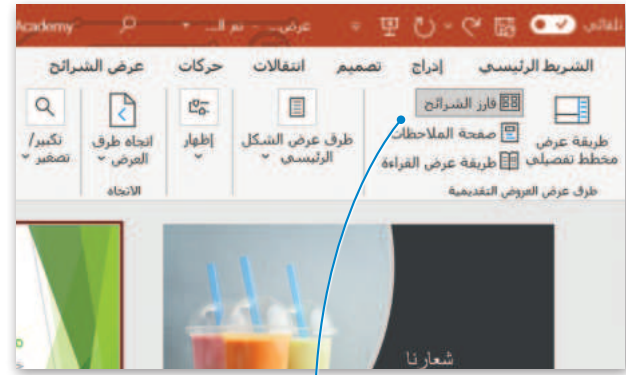 تلقائي
عرض... - تم ال...
Academy
الشريط الرئيسي
إدراج
تصميم
انتقالات
حركات
عرض الشرائح
طريقة عرض
مخطط تفصيلي
فارز الشرائح
صفحة الملاحظات
طريقة عرض القراءة
طرق عرض العروض التقديمية
طرق عرض الشكل
الرئيسي
إظهار
اتجاه طرق
العرض
الاتجاه
تكبير/
تصغير
شعارنا